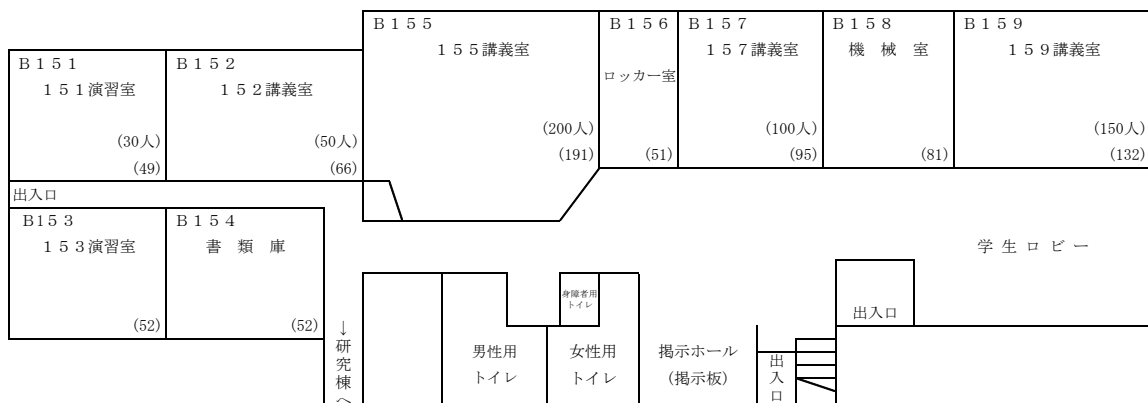 B155
155講義室
(200人)
(191)
B156
ロッカー室
(51)
B157
157講義室
(100人)
(95)
B158
機 械 室
(81)
B159
159講義室
(150人)
(132)
B151
151演習室
(30人)
(49)
B152
152講義室
(50人)
(66)
出入口
B153
153演習室
(52)
B154
書 類 庫
(52)
学 生 ロ ビ ー
身障者用
トイレ
出入口
↓研究棟へ
男性用
トイレ
女性用
トイレ
掲示ホール
(掲示板)
出入口